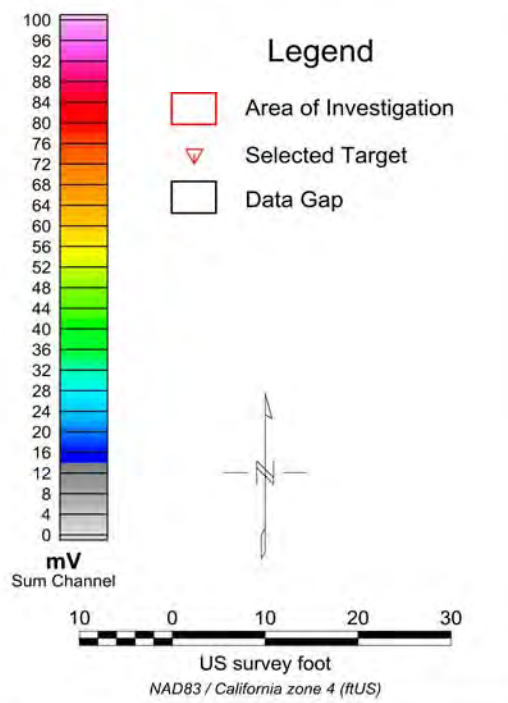 100
96
92
88
84
80
76
72
68
64
60
56
52
48
44
40
36
32
28
24
20
16
12
8
4
0
mV
Sum Channel
Legend
Area of Investigation
Selected Target
Data Gap
N
10 0 10 20 30
US survey foot
NAD83 / California zone 4 (ftUS)